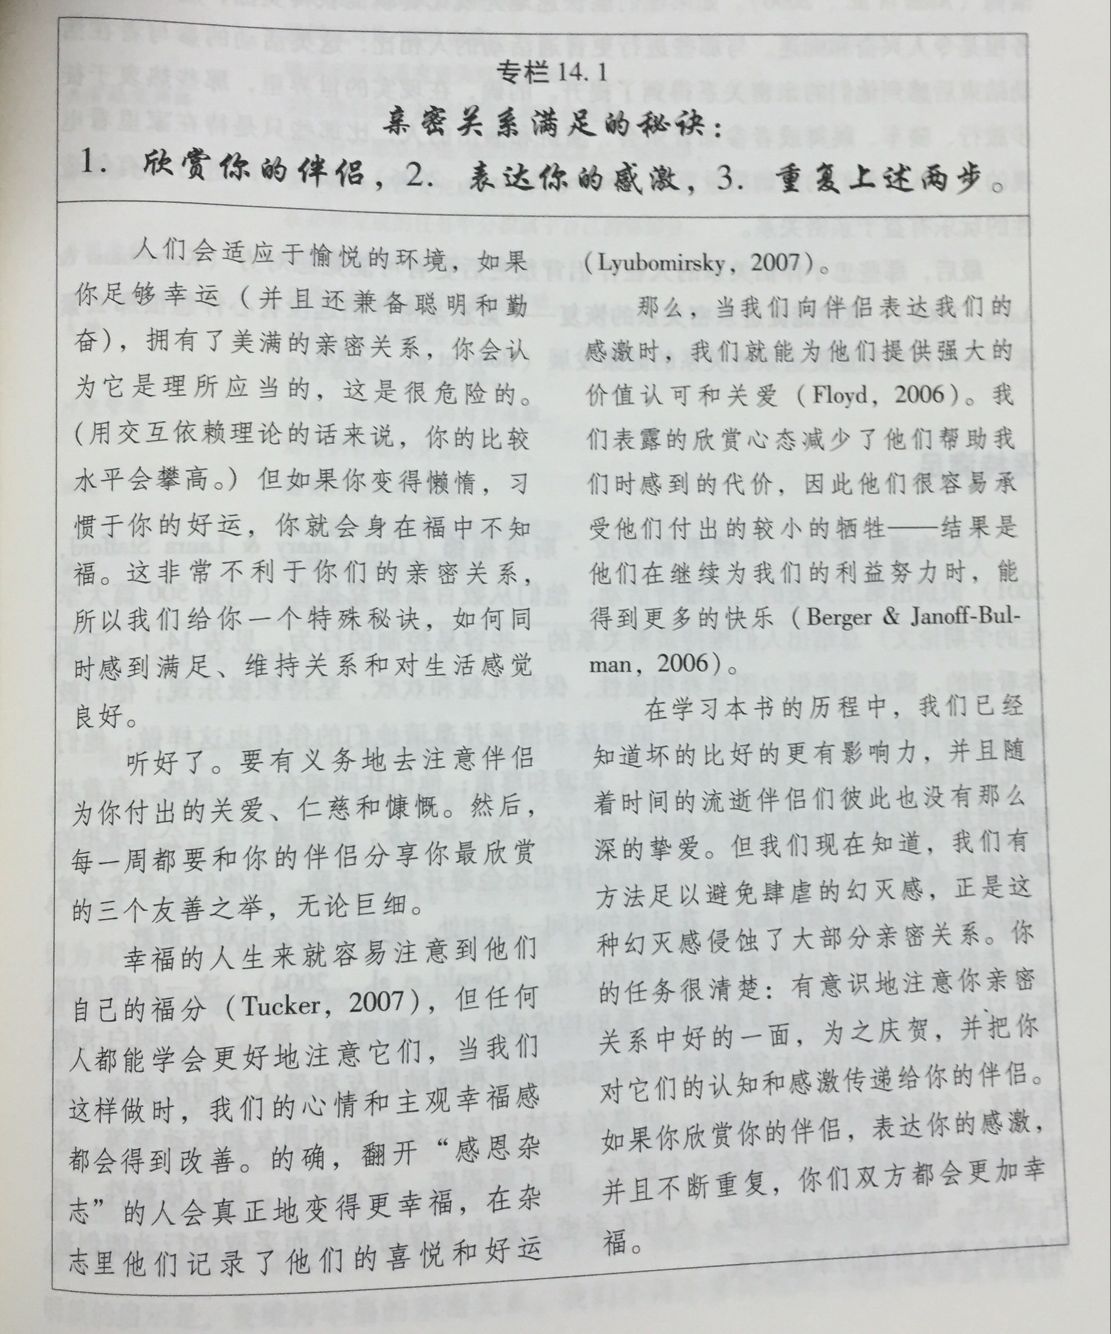 专栏 14.1
亲密关系满足的秘诀：
1. 欣赏你的伴侣，2. 表达你的感激，3. 重复上述两步。
人们会适应于愉悦的环境，如果
你足够幸运（并且还兼备聪明和勤
奋），拥有了美满的亲密关系，你会认
为它是理所应当的，这是很危险的。
（用交互依赖理论的话来说，你的比较
水平会攀高。）但如果你变得懒惰，习
惯于你的好运，你就会身在福中不知
福。这非常不利于你们的亲密关系，
所以我们给你一个特殊秘诀，如何同
时感到满足、维持关系和对生活感觉
良好。
听好了。要有义务地去注意伴侣
为你付出的关爱、仁慈和慷慨。然后，
每一周都要和你的伴侣分享你最欣赏
的三个友善之举，无论巨细。
幸福的人生来就容易注意到他们
自己的福分（Tucker，2007），但任何
人都能学会更好地注意它们，当我们
这样做时，我们的心情和主观幸福感
都会得到改善。的确，翻开“感恩杂
志”的人会真正地变得更幸福，在杂
志里他们记录了他们的喜悦和好运
（Lyubomirsky，2007）。
那么，当我们向伴侣表达我们的
感激时，我们就能为他们提供强大的
价值认可和关爱（Floyd，2006）。我
们表露的欣赏心态减少了他们帮助我
们时感到的代价，因此他们很容易承
受他们付出的较小的牺牲——结果是
他们在继续为我们的利益努力时，能
得到更多的快乐（Berger & Janoff-Bul-
man，2006）。
在学习本书的历程中，我们已经
知道坏的比好的更有影响力，并且随
着时间的流逝伴侣们彼此也没有那么
深的挚爱。但我们现在知道，我们有
方法足以避免肆虐的幻灭感，正是这
种幻灭感侵蚀了大部分亲密关系。你
的任务很清楚：有意识地注意你亲密
关系中好的一面，为之庆贺，并把你
对它们的认知和感激传递给你的伴侣。
如果你欣赏你的伴侣，表达你的感激，
并且不断重复，你们双方都会更加幸
福。